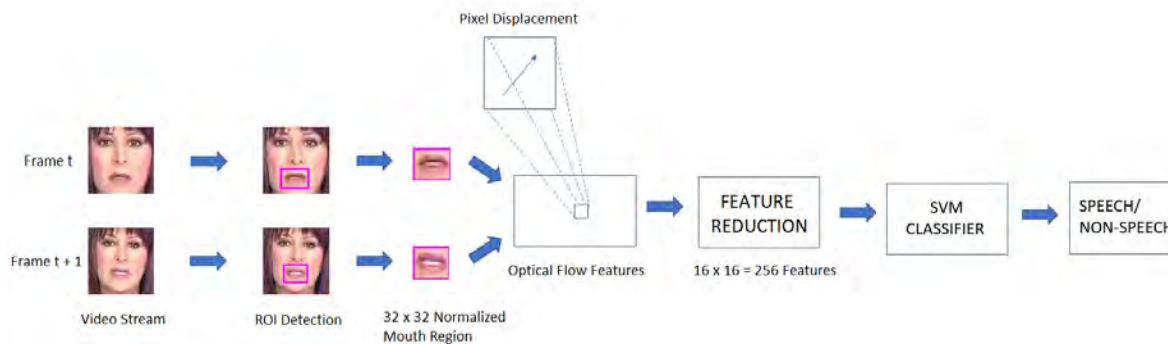 Pixel Displacement
Frame t
Frame t + 1
Video Stream
ROI Detection
32 x 32 Normalized
Mouth Region
Optical Flow Features
FEATURE
REDUCTION
16 x 16 = 256 Features
SVM
CLASSIFIER
SPEECH/
NON-SPEECH